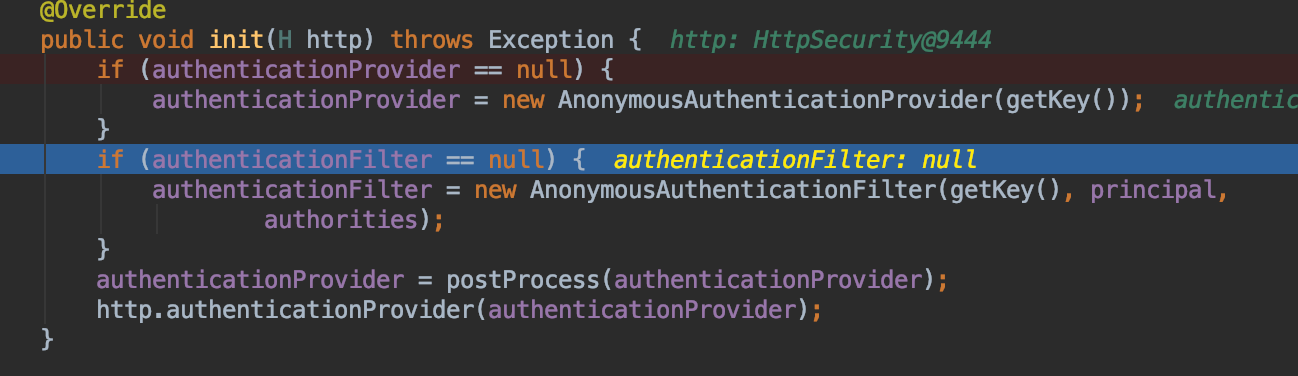 @Override
public void init(H http) throws Exception {  http: HttpSecurity@9444
    if (authenticationProvider == null) {
        authenticationProvider = new AnonymousAuthenticationProvider(getKey());  authentic
    }
    if (authenticationFilter == null) {  authenticationFilter: null
        authenticationFilter = new AnonymousAuthenticationFilter(getKey(), principal,
                authorities);
    }
    authenticationProvider = postProcess(authenticationProvider);
    http.authenticationProvider(authenticationProvider);
}